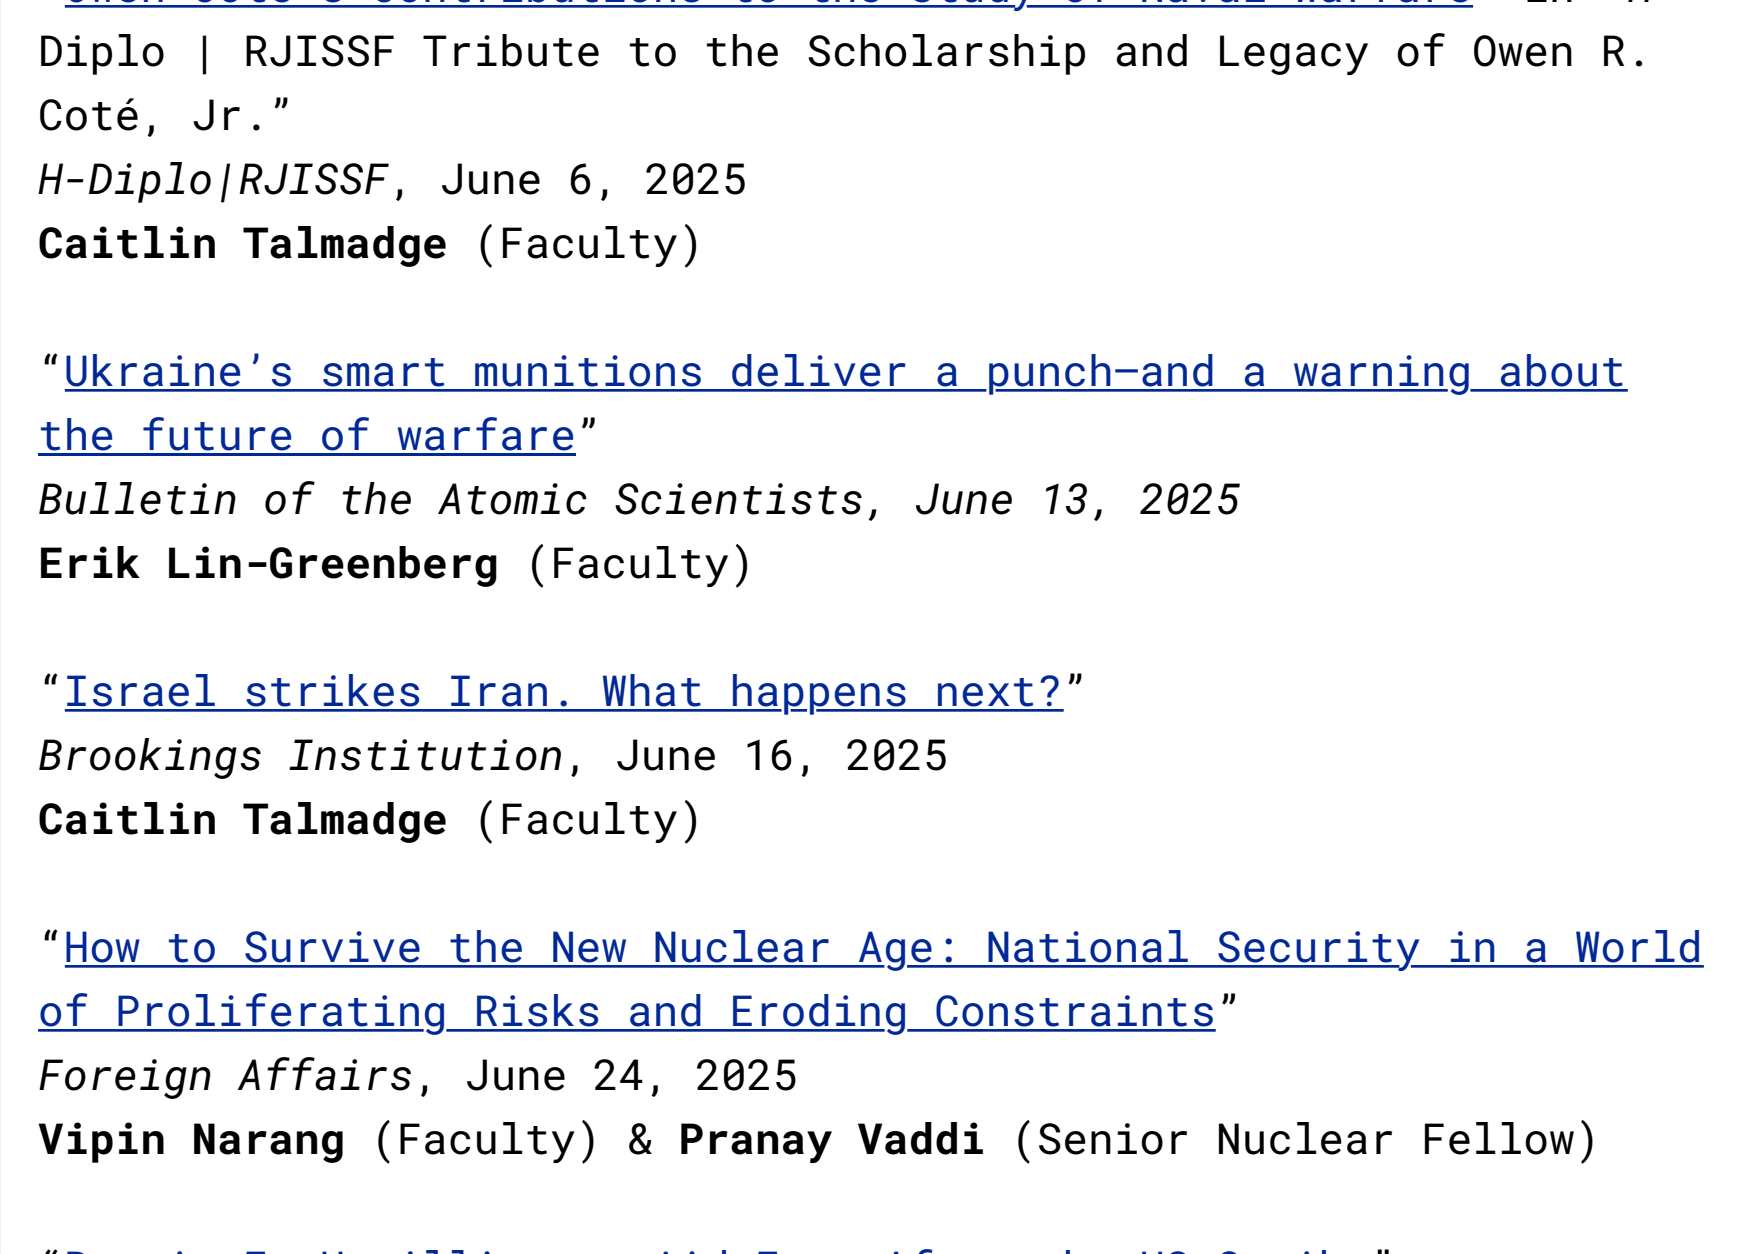 Diplo | RJISSF Tribute to the Scholarship and Legacy of Owen R.
Coté, Jr.”
H-Diplo|RJISSF, June 6, 2025
Caitlin Talmadge (Faculty)
“Ukraine’s smart munitions deliver a punch—and a warning about
the future of warfare”
Bulletin of the Atomic Scientists, June 13, 2025
Erik Lin-Greenberg (Faculty)
“Israel strikes Iran. What happens next?”
Brookings Institution, June 16, 2025
Caitlin Talmadge (Faculty)
“How to Survive the New Nuclear Age: National Security in a World
of Proliferating Risks and Eroding Constraints”
Foreign Affairs, June 24, 2025
Vipin Narang (Faculty) & Pranay Vaddi (Senior Nuclear Fellow)